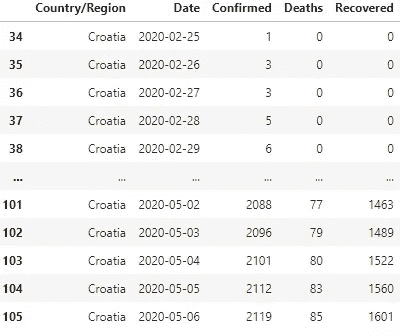 Country/Region Date Confirmed Deaths Recovered
34 Croatia 2020-02-25 1 0 0
35 Croatia 2020-02-26 3 0 0
36 Croatia 2020-02-27 3 0 0
37 Croatia 2020-02-28 5 0 0
38 Croatia 2020-02-29 6 0 0
... ... ... ... ... ...
101 Croatia 2020-05-02 2088 77 1463
102 Croatia 2020-05-03 2096 79 1489
103 Croatia 2020-05-04 2101 80 1522
104 Croatia 2020-05-05 2112 83 1560
105 Croatia 2020-05-06 2119 85 1601